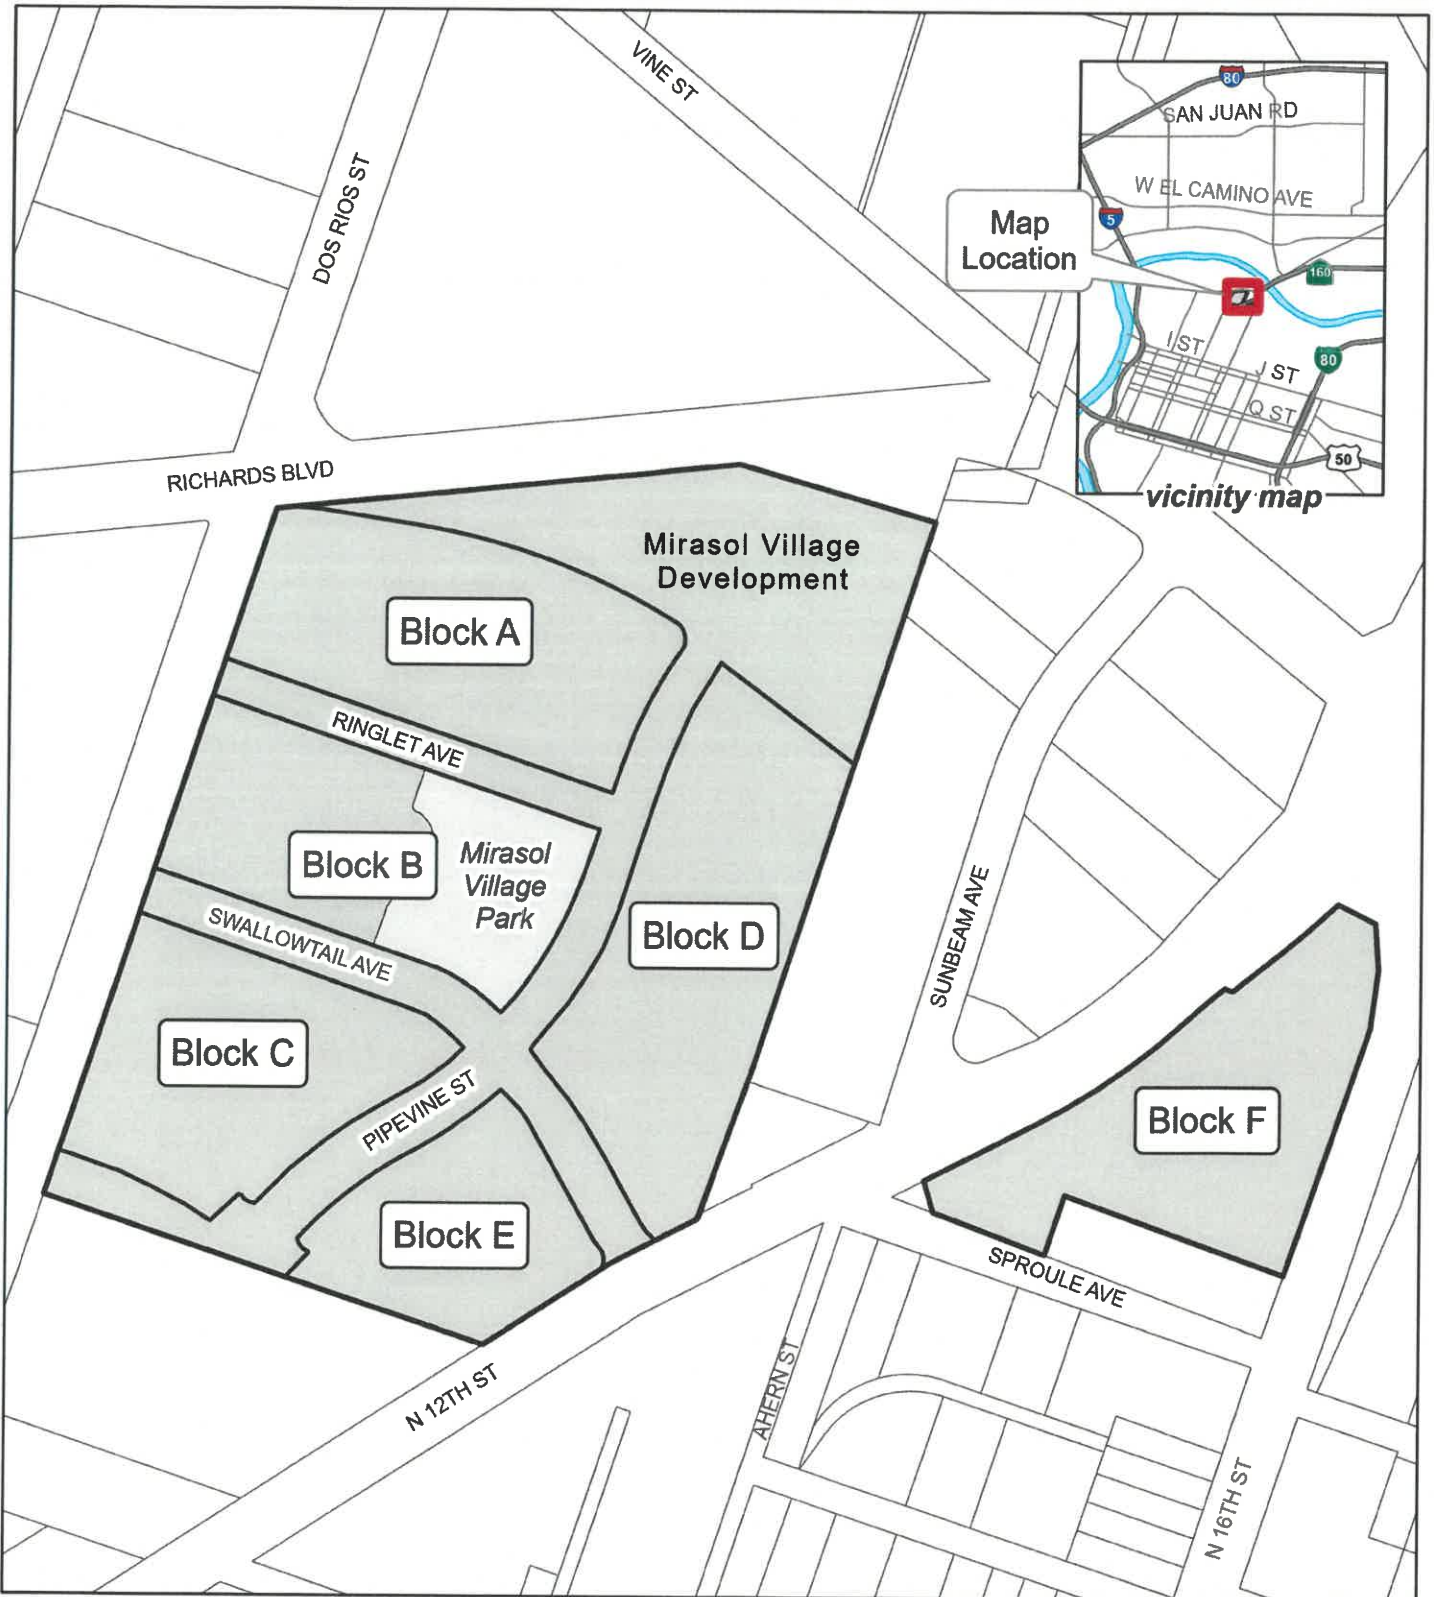 VINE ST
80
SAN JUAN RD
DOS RIOS ST
W EL CAMINO AVE
5
Map
Location
160
I ST
J ST
80
Q ST
50
RICHARDS BLVD
vicinity map
Mirasol Village
Development
Block A
RINGLET AVE
Block B
Mirasol
Village
Park
SWALLOWTAIL AVE
Block D
SUNBEAM AVE
Block C
PIPEVINE ST
Block F
Block E
SPROULE AVE
N 12TH ST
AHERN ST
N 16TH ST